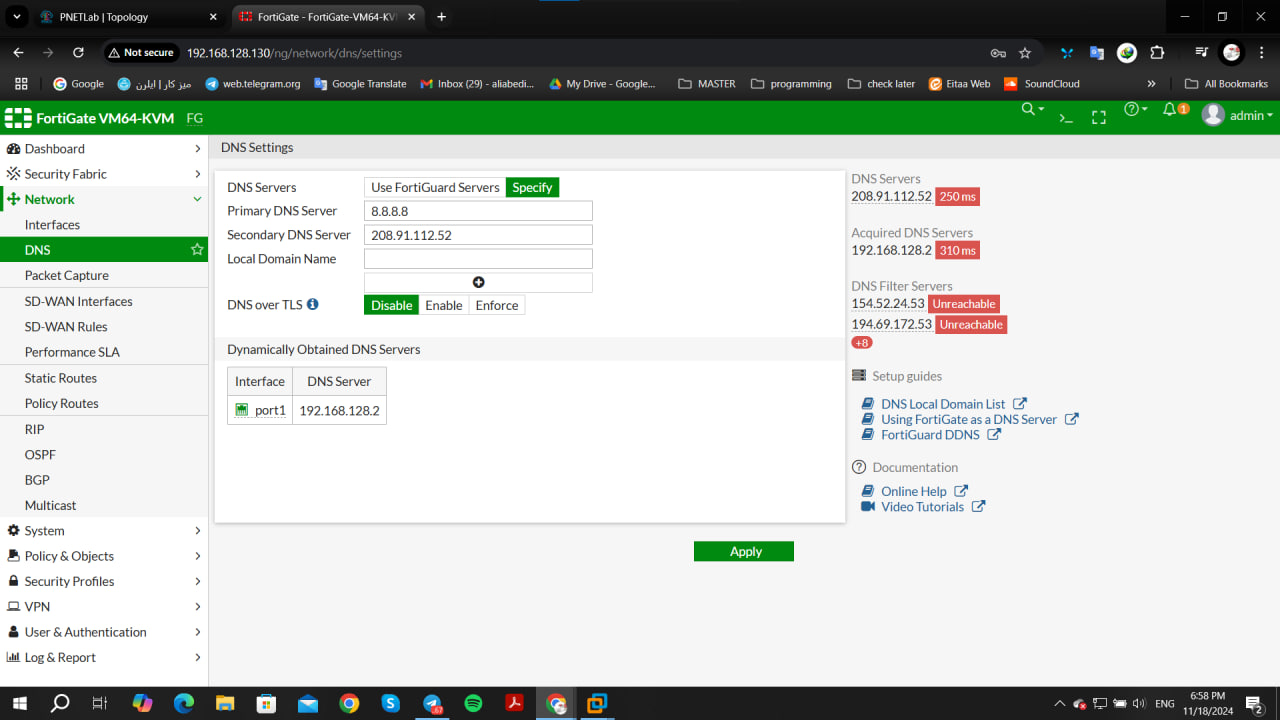 PNETLab | Topology
FortiGate - FortiGate-VM64-KV
Not secure
192.168.128.130/ng/network/dns/settings
Google
میز کار | ایلرن
web.telegram.org
Google Translate
Inbox (29) - aliabedi...
My Drive - Google...
MASTER
programming
check later
Eitaa Web
SoundCloud
»
All Bookmarks
FortiGate VM64-KVM FG
>_
1
admin
Dashboard
Security Fabric
Network
Interfaces
DNS
Packet Capture
SD-WAN Interfaces
SD-WAN Rules
Performance SLA
Static Routes
Policy Routes
RIP
OSPF
BGP
Multicast
System
Policy & Objects
Security Profiles
VPN
User & Authentication
Log & Report
DNS Settings
DNS Servers Use FortiGuard Servers Specify
Primary DNS Server 8.8.8.8
Secondary DNS Server 208.91.112.52
Local Domain Name
DNS over TLS Disable Enable Enforce
Dynamically Obtained DNS Servers
Interface DNS Server
port1 192.168.128.2
Apply
DNS Servers
208.91.112.52 250 ms
Acquired DNS Servers
192.168.128.2 310 ms
DNS Filter Servers
154.52.24.53 Unreachable
194.69.172.53 Unreachable
+8
Setup guides
DNS Local Domain List
Using FortiGate as a DNS Server
FortiGuard DDNS
Documentation
Online Help
Video Tutorials
67
ENG
6:58 PM
11/18/2024
2